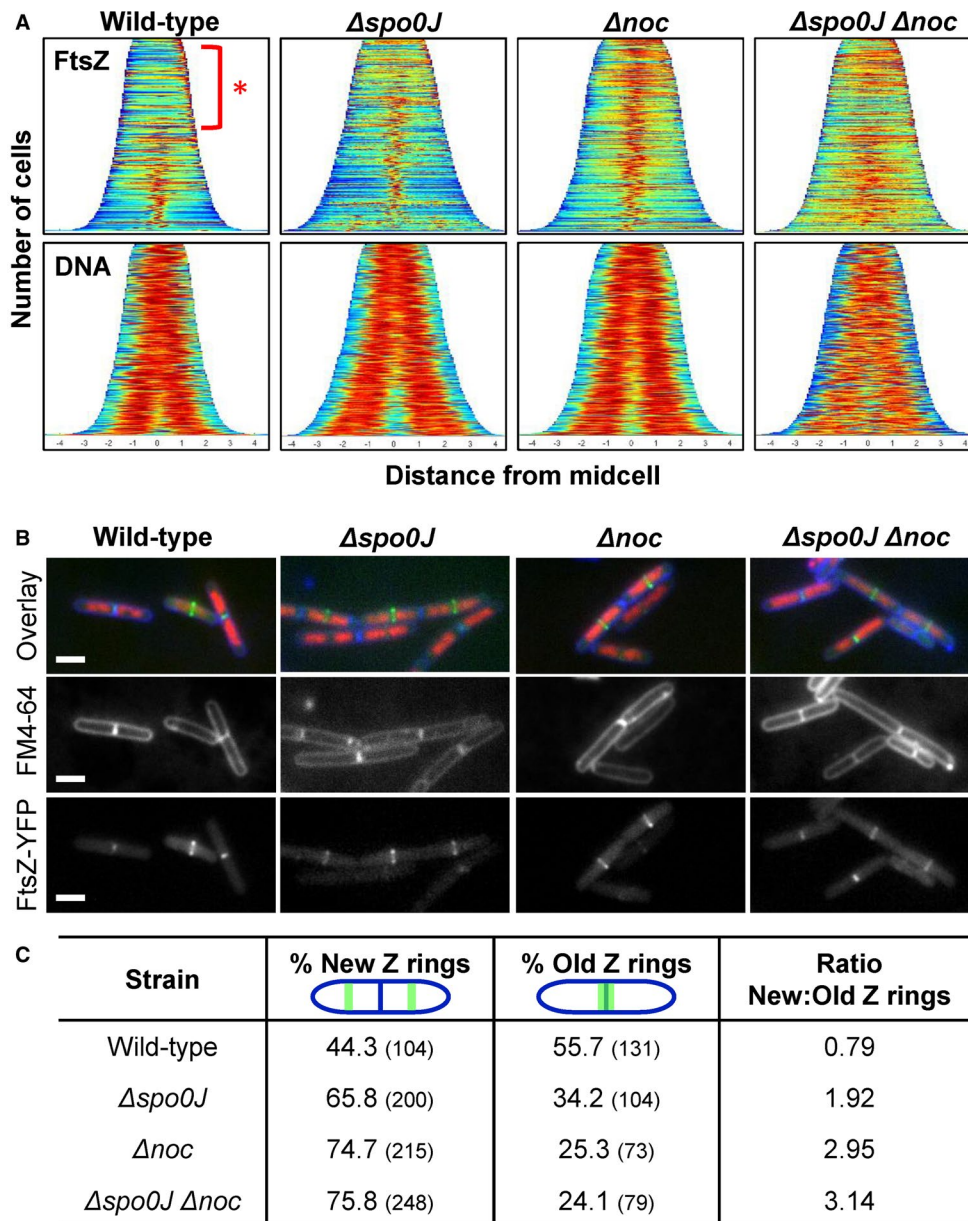 A
Wild-type Δspo0J Δnoc Δspo0J Δnoc
FtsZ
*
Number of cells
DNA
-4 -3 -2 -1 0 1 2 3 4 -4 -3 -2 -1 0 1 2 3 4 -4 -3 -2 -1 0 1 2 3 4 -4 -3 -2 -1 0 1 2 3 4
Distance from midcell
B
Wild-type Δspo0J Δnoc Δspo0J Δnoc
Overlay
FM4-64
FtsZ-YFP
C
Strain % New Z rings % Old Z rings Ratio
New:Old Z rings
Wild-type 44.3 (104) 55.7 (131) 0.79
Δspo0J 65.8 (200) 34.2 (104) 1.92
Δnoc 74.7 (215) 25.3 (73) 2.95
Δspo0J Δnoc 75.8 (248) 24.1 (79) 3.14